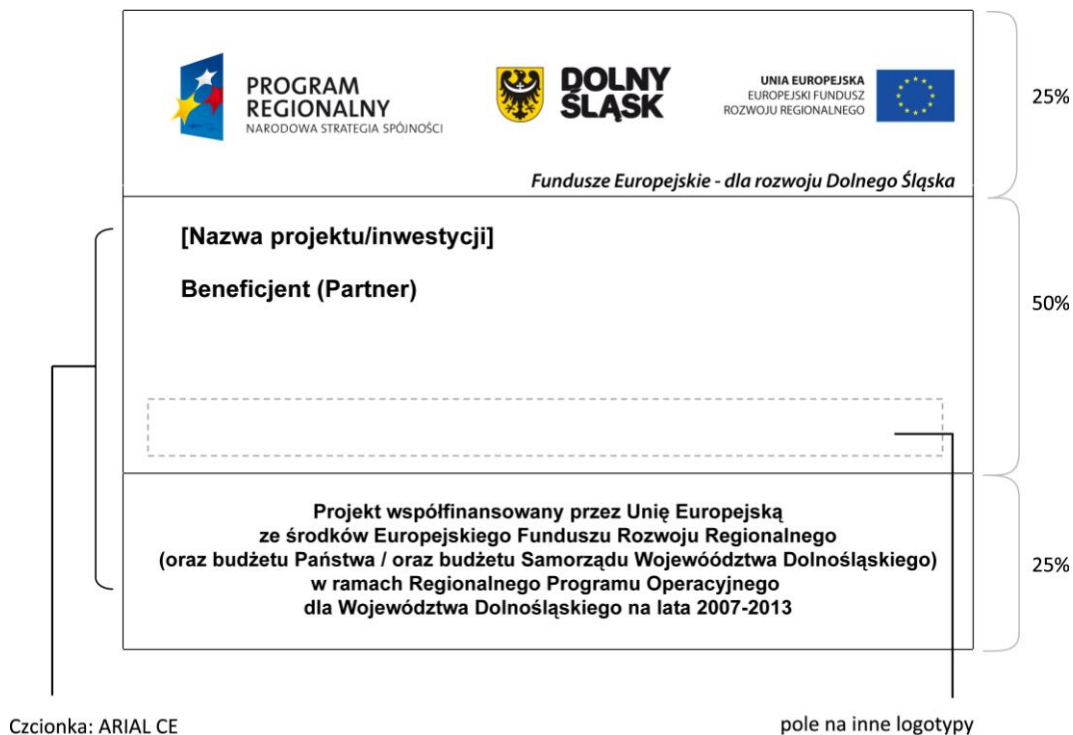 PROGRAM
REGIONALNY
NARODOWA STRATEGIA SPÓJNOŚCI
DOLNY
ŚLĄSK
UNIA EUROPEJSKA
EUROPEJSKI FUNDUSZ
ROZWOJU REGIONALNEGO
25%
Fundusze Europejskie - dla rozwoju Dolnego Śląska
[Nazwa projektu/inwestycji]
Beneficjent (Partner)
50%
Projekt współfinansowany przez Unię Europejską
ze środków Europejskiego Funduszu Rozwoju Regionalnego
(oraz budżetu Państwa / oraz budżetu Samorządu Wojewóództwa Dolnośląskiego)
w ramach Regionalnego Programu Operacyjnego
dla Województwa Dolnośląskiego na lata 2007-2013
25%
Czcionka: ARIAL CE
pole na inne logotypy